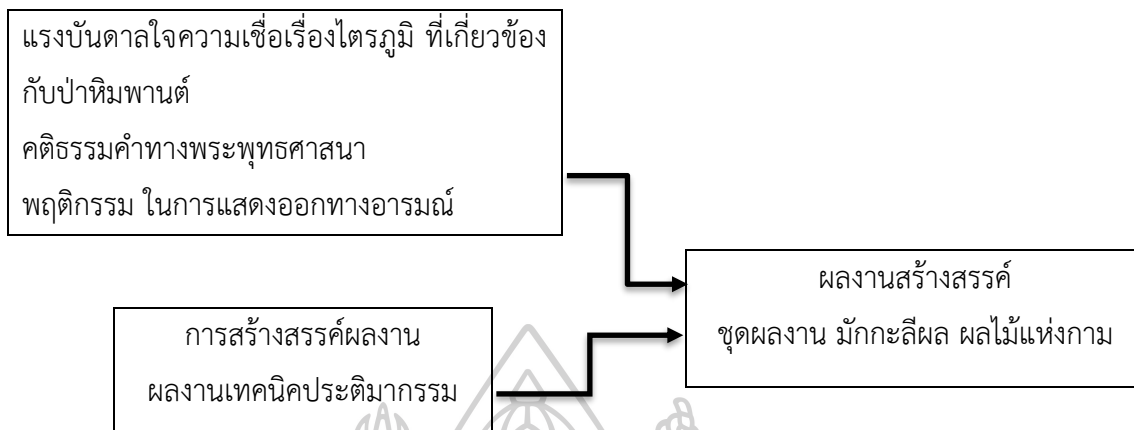 แรงบันดาลใจความเชื่อเรื่องไตรภูมิ ที่เกี่ยวข้อง
กับป่าหิมพานต์
คติธรรมคำทางพระพุทธศาสนา
พฤติกรรม ในการแสดงออกทางอารมณ์
ผลงานสร้างสรรค์
ชุดผลงาน มักกะลีผล ผลไม้แห่งกาม
การสร้างสรรค์ผลงาน
ผลงานเทคนิคประติมากรรม